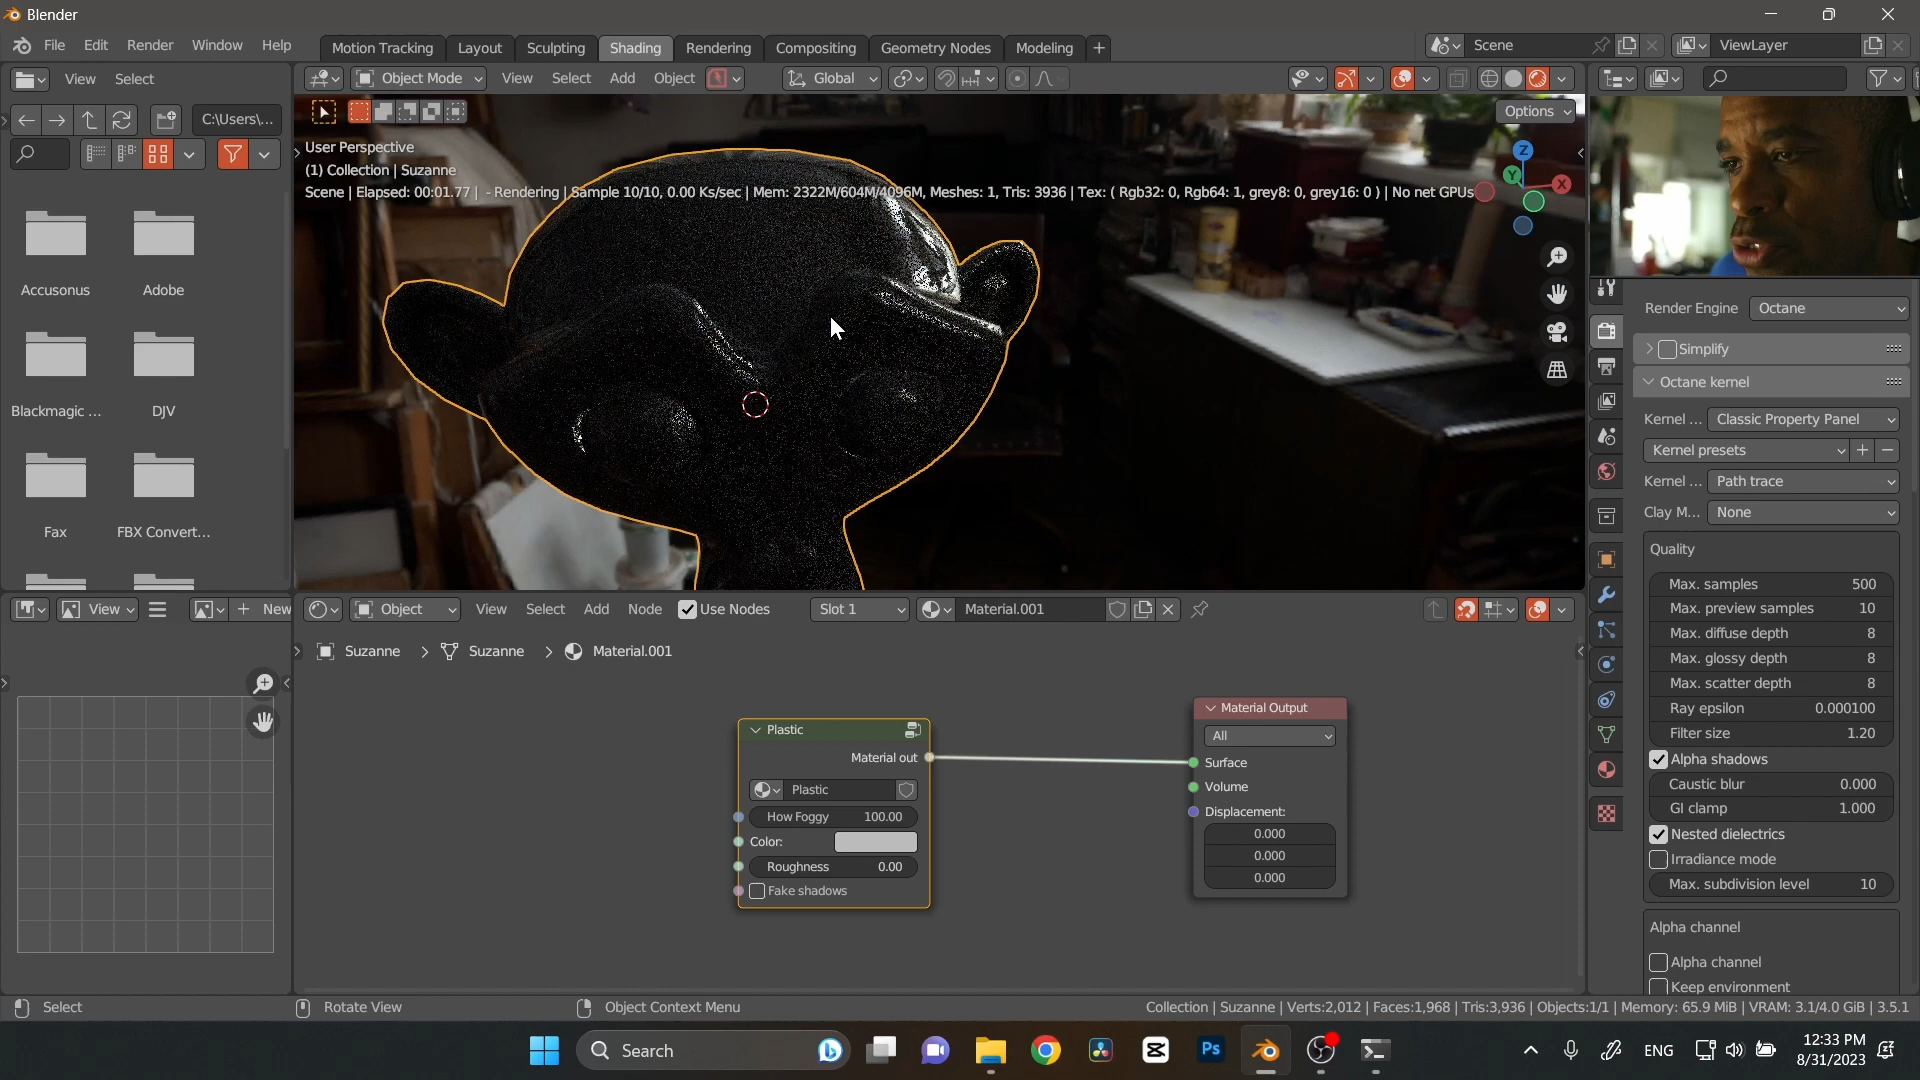 Blender
File Edit Render Window Help Motion Tracking Layout Sculpting Shading Rendering Compositing Geometry Nodes Modeling + Scene ViewLayer
View Select Object Mode View Select Add Object Global
C:\Users\... Options
User Perspective
(1) Collection | Suzanne
Scene | Elapsed: 00:01.77 | - Rendering | Sample 10/10, 0.00 Ks/sec | Mem: 2322M/604M/4096M, Meshes: 1, Tris: 3936 | Tex: ( Rgb32: 0, Rgb64: 1, grey8: 0, grey16: 0 ) | No net GPUs
Z
Y
X
Accusonus Adobe
Blackmagic ... DJV
Fax FBX Convert...
Render Engine Octane
Simplify
Octane kernel
Kernel ... Classic Property Panel
Kernel presets
Kernel ... Path trace
Clay M... None
Quality
Max. samples 500
Max. preview samples 10
Max. diffuse depth 8
Max. glossy depth 8
Max. scatter depth 8
Ray epsilon 0.000100
Filter size 1.20
Alpha shadows
Caustic blur 0.000
GI clamp 1.000
Nested dielectrics
Irradiance mode
Max. subdivision level 10
Alpha channel
Alpha channel
Keep environment
View New Object View Select Add Node Use Nodes Slot 1 Material.001
Suzanne Suzanne Material.001
Plastic
Material out
Plastic
How Foggy 100.00
Color:
Roughness 0.00
Fake shadows
Material Output
All
Surface
Volume
Displacement:
0.000
0.000
0.000
Select Rotate View Object Context Menu Collection | Suzanne | Verts:2,012 | Faces:1,968 | Tris:3,936 | Objects:1/1 | Memory: 65.9 MiB | VRAM: 3.1/4.0 GiB | 3.5.1
Search Ps ENG 12:33 PM
8/31/2023